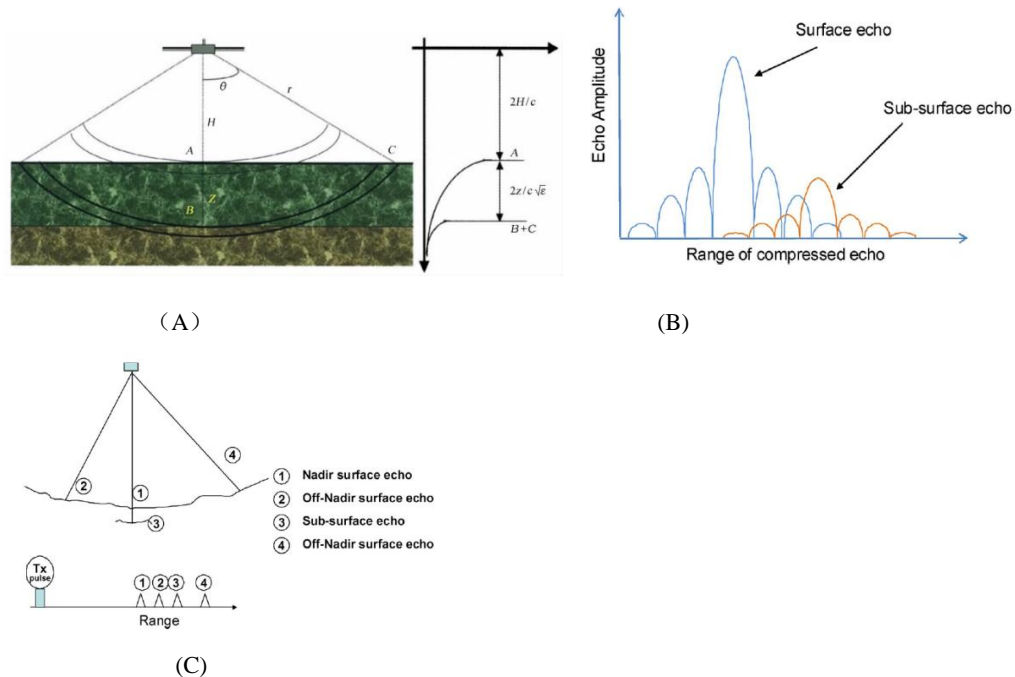 θ
r
H
A
C
Z
B
2H/c
A
2z/c√ε
B+C
(A)
Echo Amplitude
Surface echo
Sub-surface echo
Range of compressed echo
(B)
4
2
1
3
1 Nadir surface echo
2 Off-Nadir surface echo
3 Sub-surface echo
4 Off-Nadir surface echo
Tx
pulse
1 2 3 4
Range
(C)